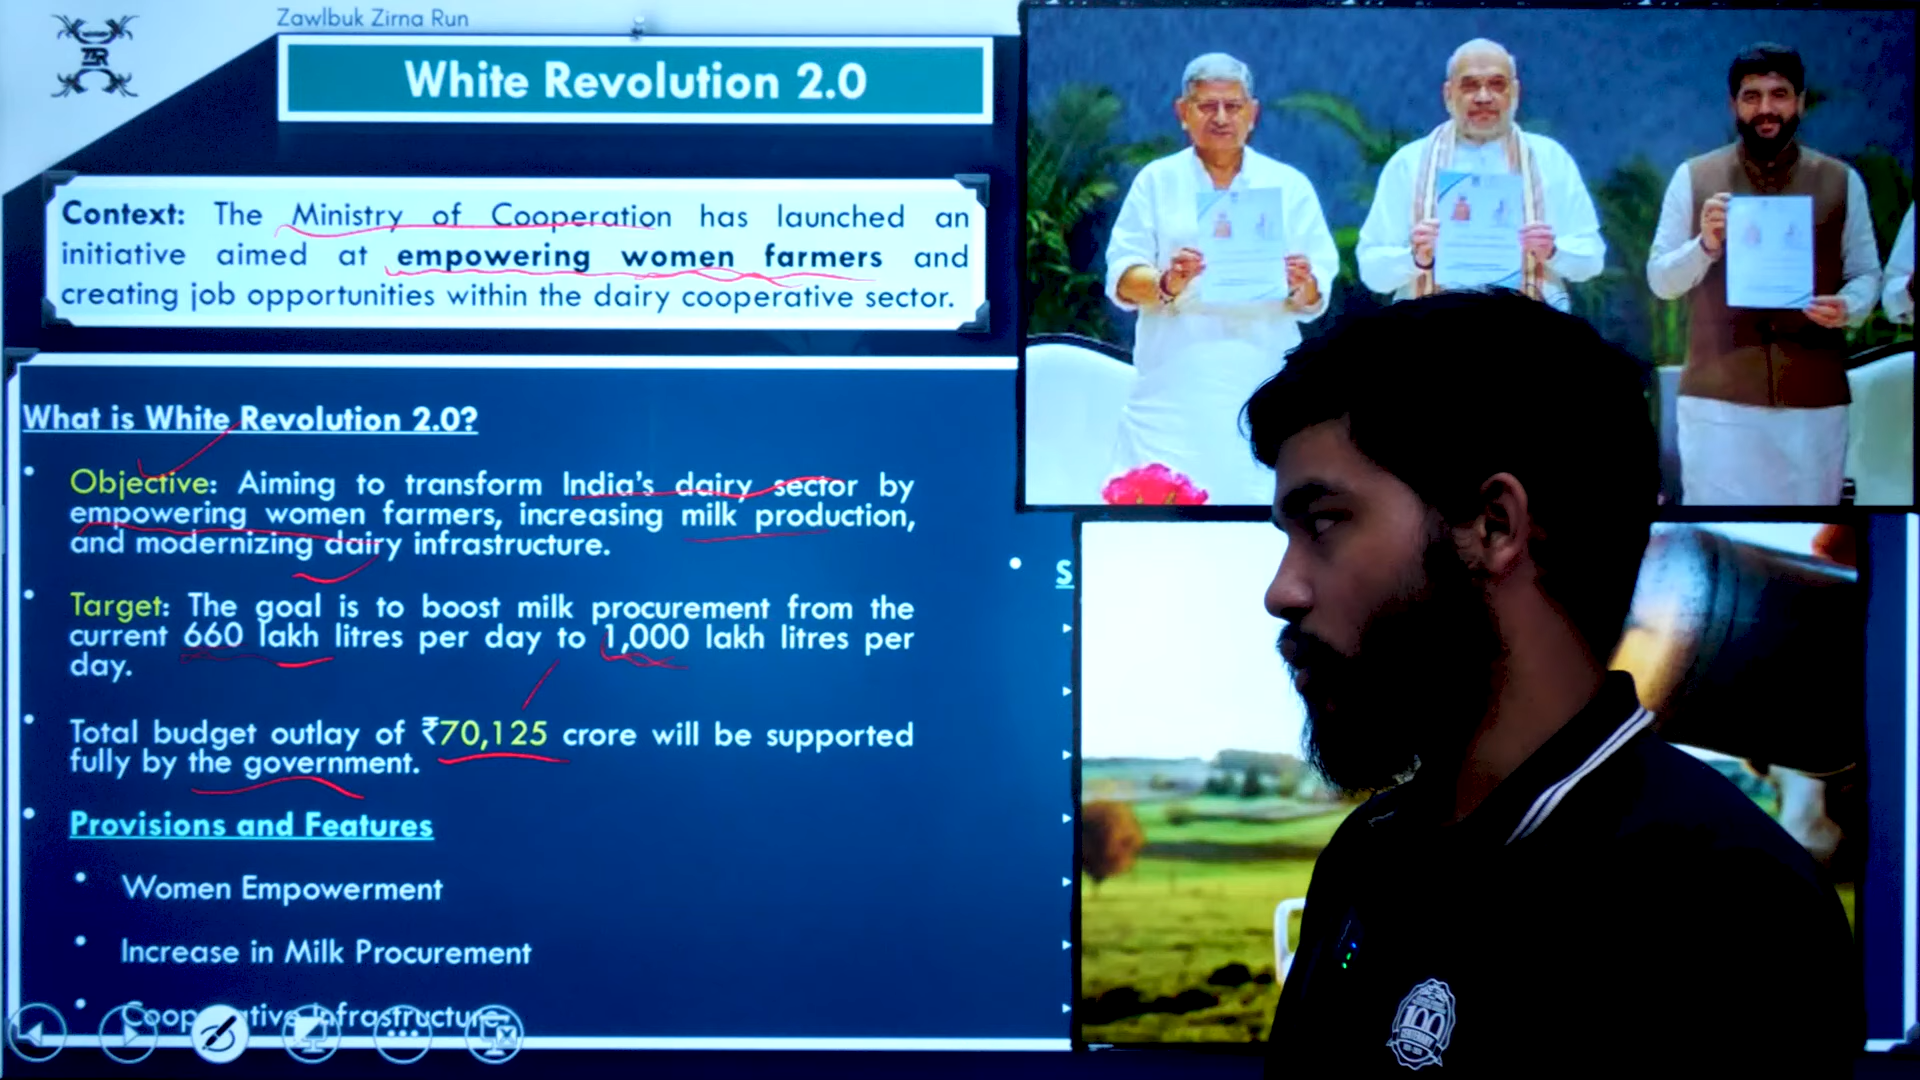 Zawlbuk Zirna Run
ZZR
White Revolution 2.0
Context: The Ministry of Cooperation has launched an
initiative aimed at empowering women farmers and
creating job opportunities within the dairy cooperative sector.
What is White Revolution 2.0?
Objective: Aiming to transform India's dairy sector by
empowering women farmers, increasing milk production,
and modernizing dairy infrastructure.
Target: The goal is to boost milk procurement from the
current 660 lakh litres per day to 1,000 lakh litres per
day.
Total budget outlay of ₹70,125 crore will be supported
fully by the government.
Provisions and Features
Women Empowerment
Increase in Milk Procurement
Cooperative Infrastructure
S
100
CENTENARY